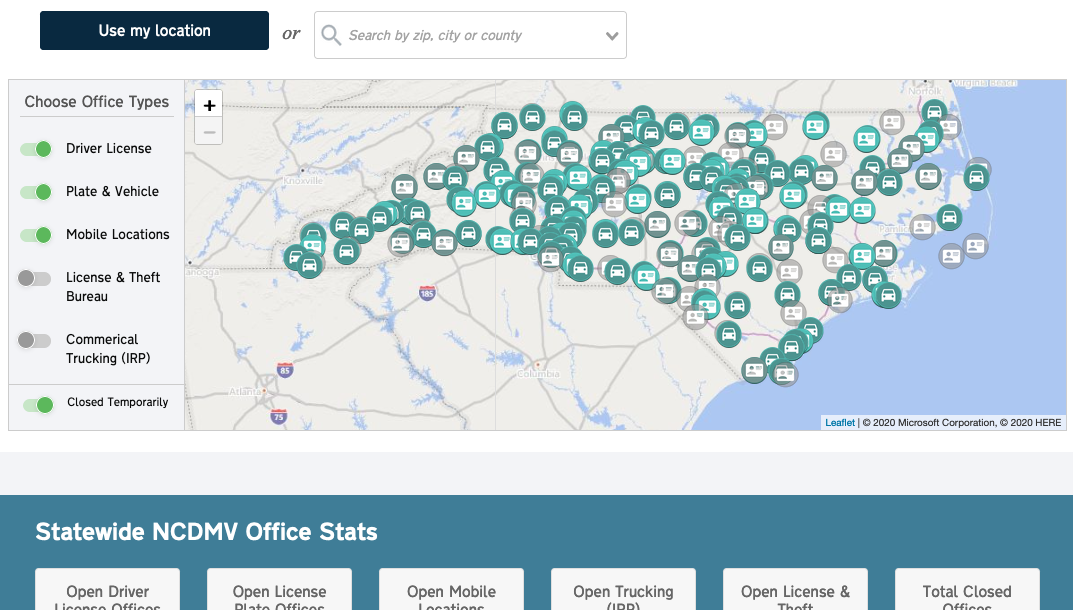 Use my location
or
Search by zip, city or county
Choose Office Types
Driver License
Plate & Vehicle
Mobile Locations
License & Theft
Bureau
Commerical
Trucking (IRP)
Closed Temporarily
+
−
Norfolk
Virginia Beach
Knoxville
Pamlico
185
85
Columbia
Atlanta
75
Leaflet | © 2020 Microsoft Corporation, © 2020 HERE
Statewide NCDMV Office Stats
Open Driver
License Offices
Open License
Plate Offices
Open Mobile
Locations
Open Trucking
(IRP)
Open License &
Theft
Total Closed
Offices